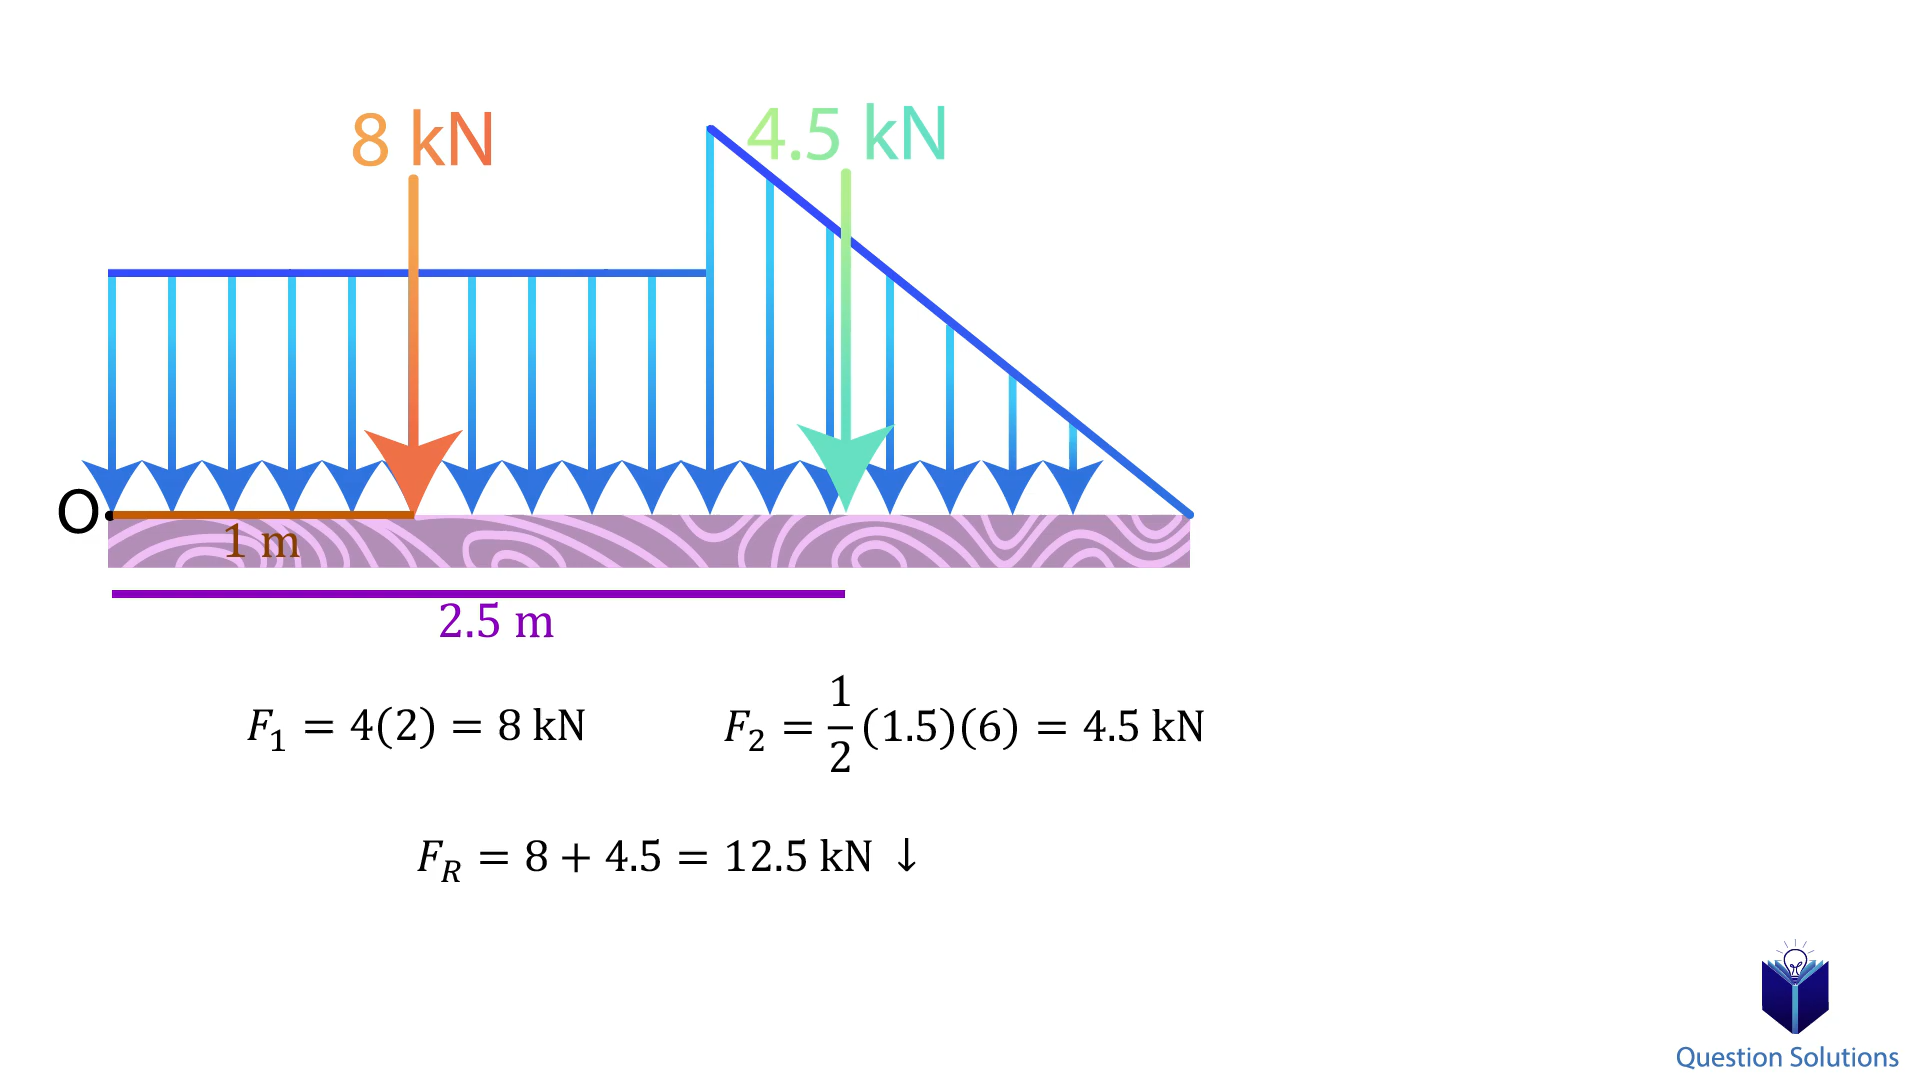 8 kN
4.5 kN
O
1 m
2.5 m
F₁ = 4(2) = 8 kN
F₂ = 1/2 (1.5)(6) = 4.5 kN
F_R = 8 + 4.5 = 12.5 kN ↓
Question Solutions